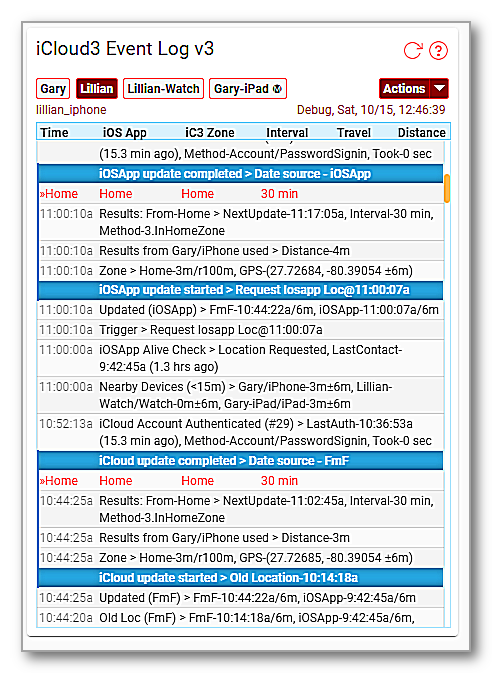 iCloud3 Event Log v3
Gary Lillian Lillian-Watch Gary-iPad Actions
lillian_iphone Debug, Sat, 10/15, 12:46:39
Time iOS App iC3 Zone Interval Travel Distance
(15.3 min ago), Method-Account/PasswordSignin, Took-0 sec
iOSApp update completed > Date source - iOSApp
»Home Home Home 30 min
11:00:10a Results: From-Home > NextUpdate-11:17:05a, Interval-30 min,
Method-3.InHomeZone
11:00:10a Results from Gary/iPhone used > Distance-4m
11:00:10a Zone > Home-3m/r100m, GPS-(27.72684, -80.39054 ±6m)
iOSApp update started > Request Iosapp Loc@11:00:07a
11:00:10a Updated (iOSApp) > FmF-10:44:22a/6m, iOSApp-11:00:07a/6m
11:00:10a Trigger > Request Iosapp Loc@11:00:07a
11:00:00a iOSApp Alive Check > Location Requested, LastContact-
9:42:45a (1.3 hrs ago)
11:00:00a Nearby Devices (<15m) > Gary/iPhone-3m±6m, Lillian-
Watch/Watch-0m±6m, Gary-iPad/iPad-3m±6m
10:52:13a iCloud Account Authenticated (#29) > LastAuth-10:36:53a
(15.3 min ago), Method-Account/PasswordSignin, Took-0 sec
iCloud update completed > Date source - FmF
»Home Home Home 30 min
10:44:25a Results: From-Home > NextUpdate-11:02:45a, Interval-30 min,
Method-3.InHomeZone
10:44:25a Results from Gary/iPhone used > Distance-3m
10:44:25a Zone > Home-3m/r100m, GPS-(27.72685, -80.39054 ±6m)
iCloud update started > Old Location-10:14:18a
10:44:25a Updated (FmF) > FmF-10:44:22a/6m, iOSApp-9:42:45a/6m
10:44:20a Old Loc (FmF) > FmF-10:14:18a/6m, iOSApp-9:42:45a/6m,